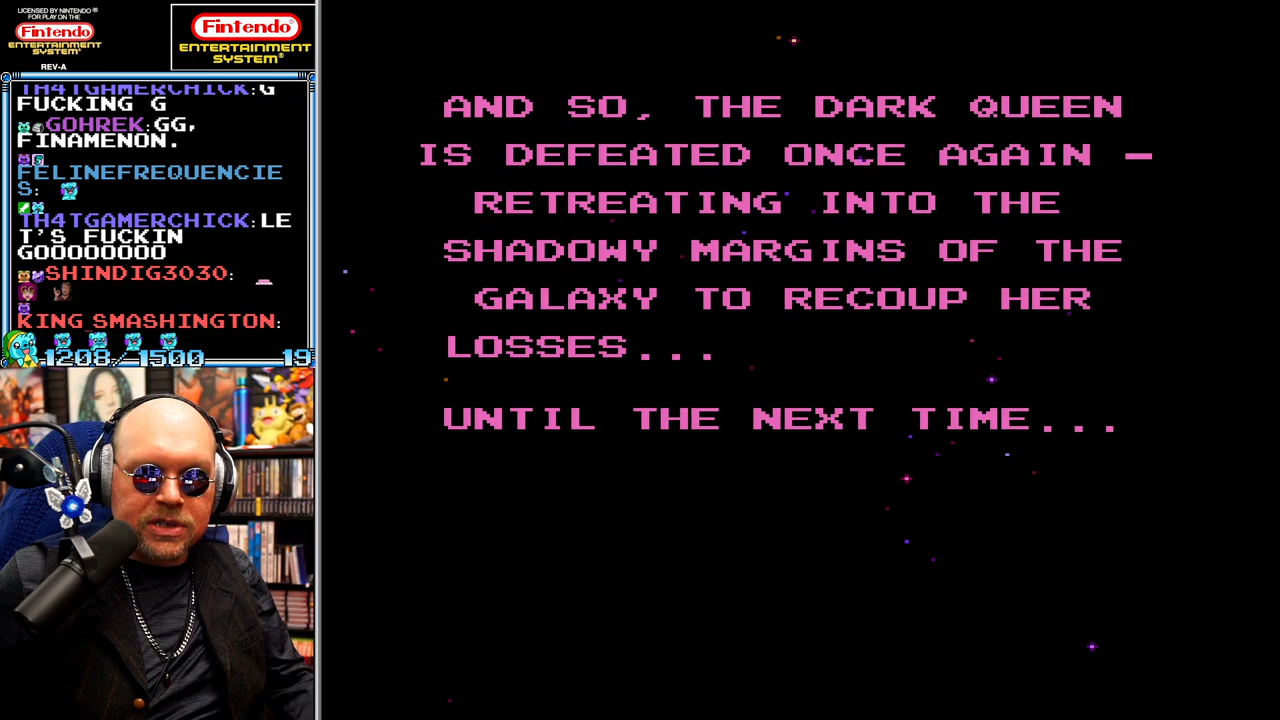 LICENSED BY NINTENDO®
FOR PLAY ON THE
Fintendo®
ENTERTAINMENT
SYSTEM®
REV-A
Fintendo®
ENTERTAINMENT
SYSTEM®
TH4TGAMERCHICK: G
FUCKING G
GOHREK: GG,
FINAMENON.
FELINEFREQUENCIE
S:
TH4TGAMERCHICK: LE
T'S FUCKIN
GOOOOOOOO
SHINDIG3030:
KING_SMASHINGTON:
1208/1500 19
AND SO, THE DARK QUEEN
IS DEFEATED ONCE AGAIN –
RETREATING INTO THE
SHADOWY MARGINS OF THE
GALAXY TO RECOUP HER
LOSSES...
UNTIL THE NEXT TIME...